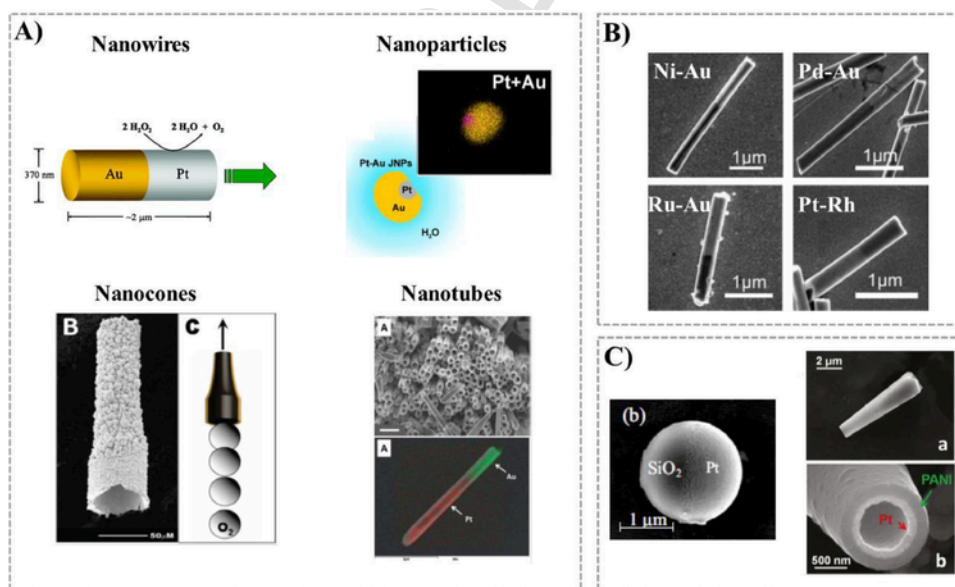 A)
Nanowires
2 H₂O₂
2 H₂O + O₂
370 nm
Au
Pt
~2 μm
Nanoparticles
Pt+Au
Pt-Au JNPs
Pt
Au
H₂O
Nanocones
B
C
50μM
O₂
Nanotubes
A
A
Au
Pt
B)
Ni-Au
1μm
Pd-Au
1μm
Ru-Au
1μm
Pt-Rh
1μm
C)
(b)
SiO₂
Pt
1 μm
2 μm
a
PANI
Pt
500 nm
b